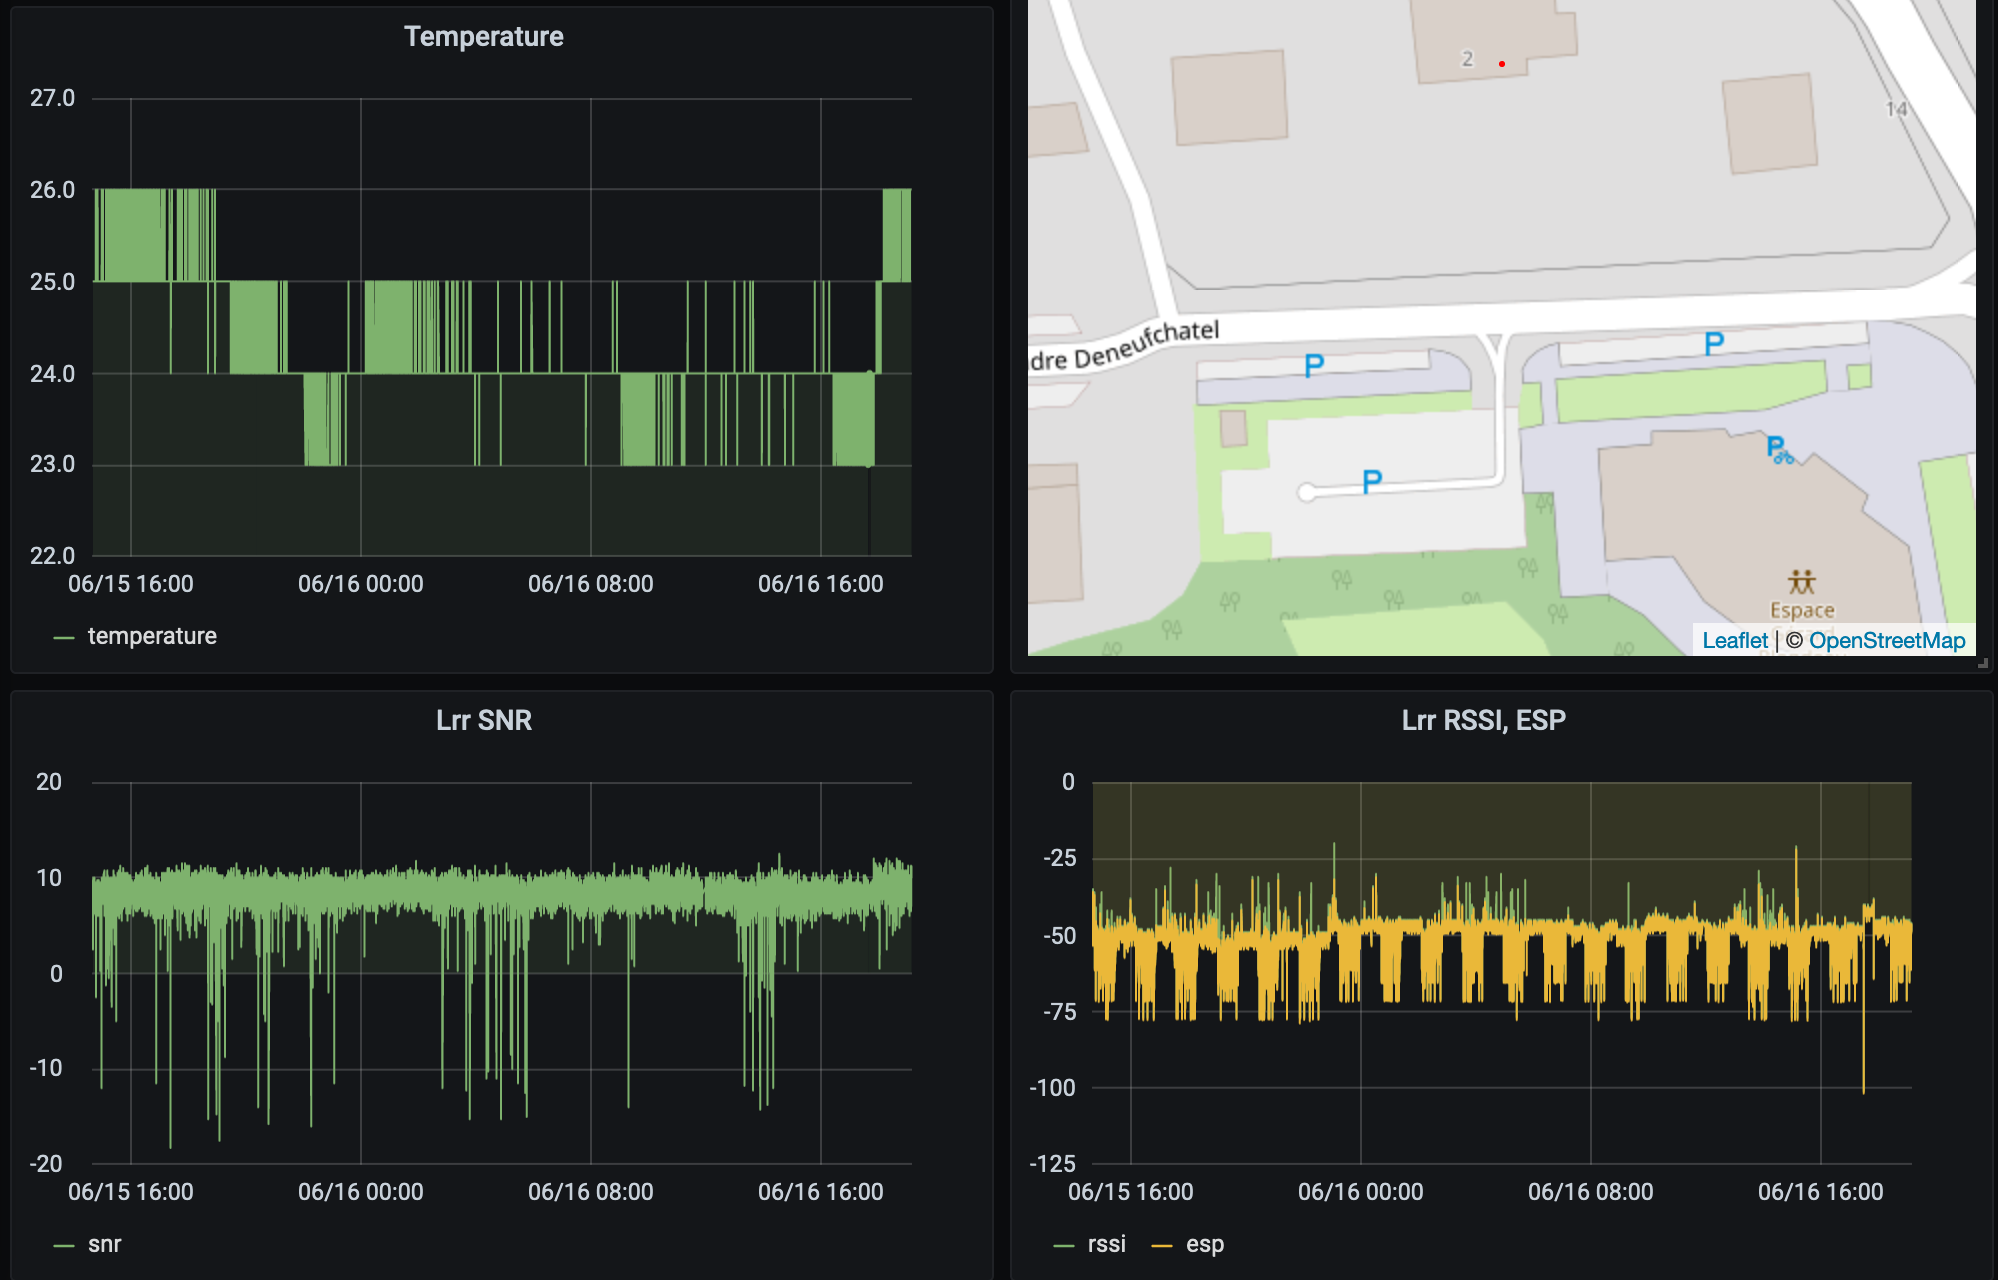 Temperature
27.0
26.0
25.0
24.0
23.0
22.0
06/15 16:00 06/16 00:00 06/16 08:00 06/16 16:00
temperature
2
14
dre Deneufchatel
P
P
P
P
Espace
Leaflet | © OpenStreetMap
Lrr SNR
20
10
0
-10
-20
06/15 16:00 06/16 00:00 06/16 08:00 06/16 16:00
snr
Lrr RSSI, ESP
0
-25
-50
-75
-100
-125
06/15 16:00 06/16 00:00 06/16 08:00 06/16 16:00
rssi esp